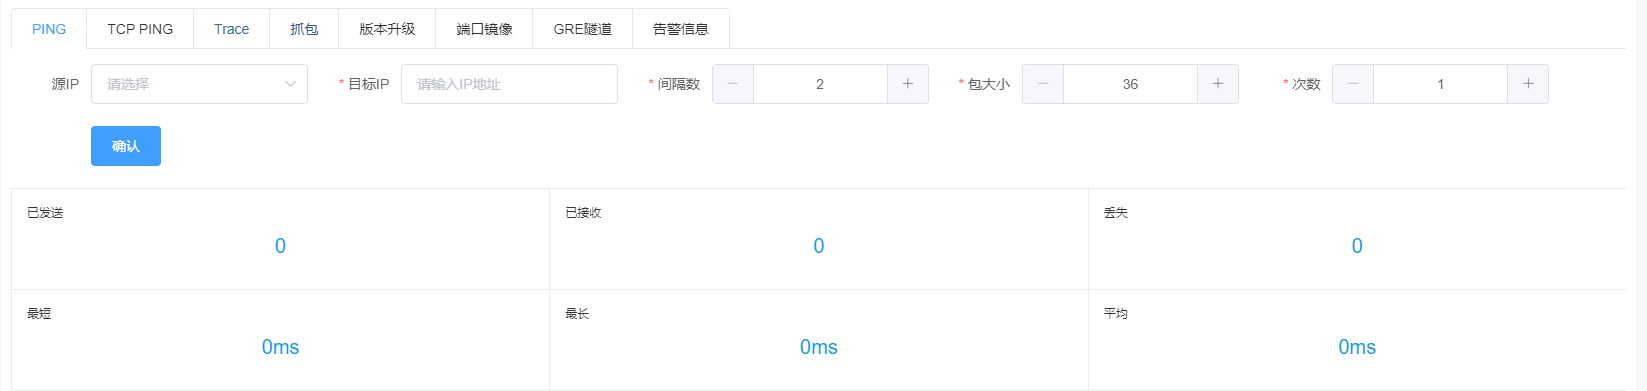 PING TCP PING Trace 抓包 版本升级 端口镜像 GRE隧道 告警信息
源IP 请选择 * 目标IP 请输入IP地址 * 间隔数 － 2 + * 包大小 － 36 + * 次数 － 1 +
确认
已发送 已接收 丢失
0 0 0
最短 最长 平均
0ms 0ms 0ms